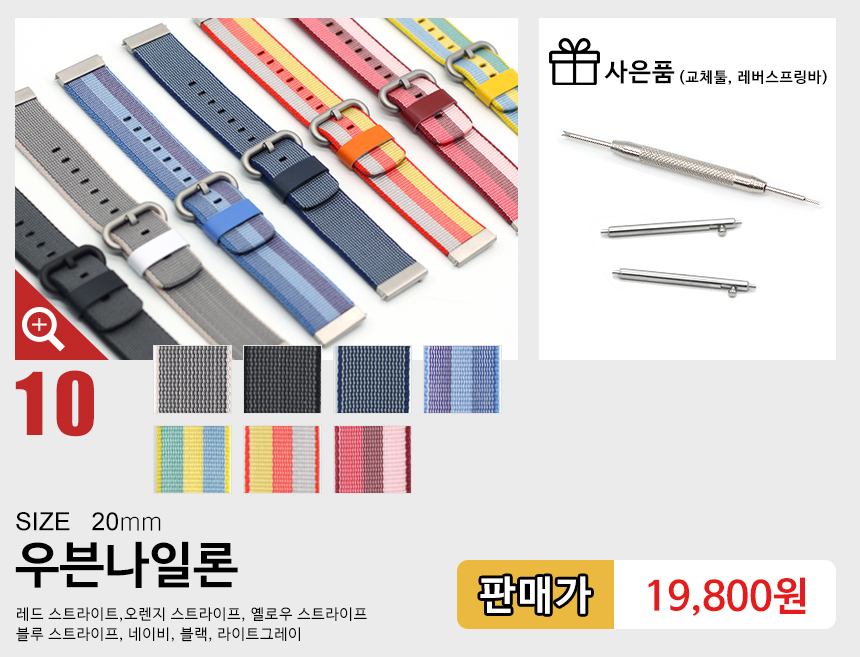 사은품 (교체툴, 레버스프링바)
10
SIZE 20mm
우븐나일론
레드 스트라이트,오렌지 스트라이프, 옐로우 스트라이프
블루 스트라이프, 네이비, 블랙, 라이트그레이
판매가 19,800원